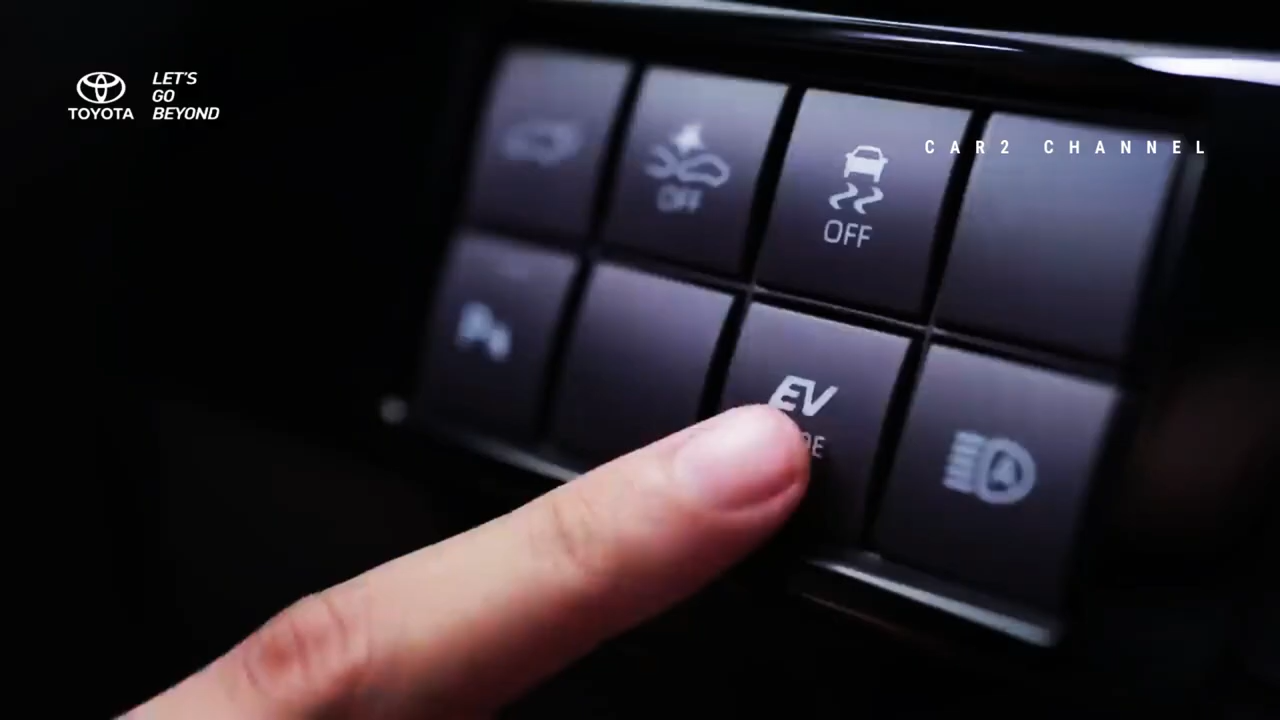 TOYOTA
LET'S
GO
BEYOND
CAR2 CHANNEL
OFF
OFF
EV